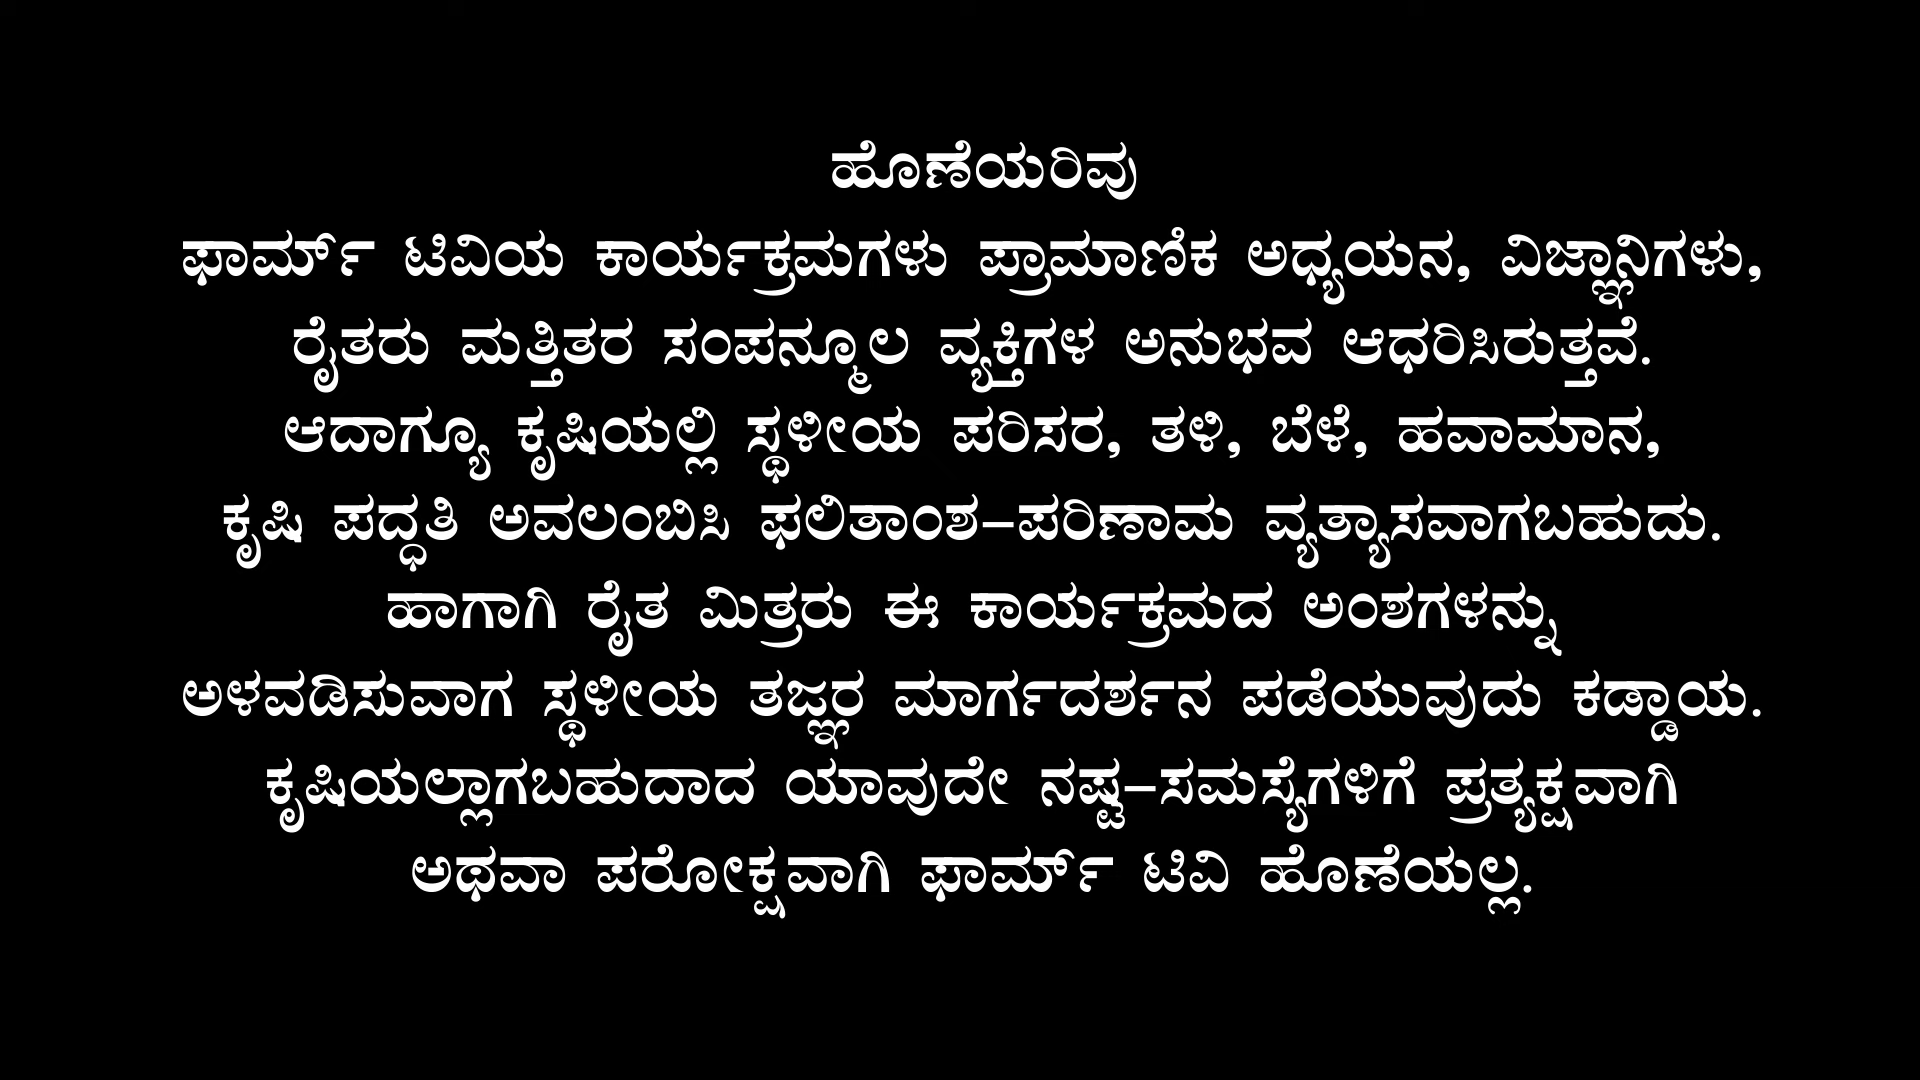 ಹೊಣೆಯರಿವು
ಫಾರ್ಮ್ ಟಿವಿಯ ಕಾರ್ಯಕ್ರಮಗಳು ಪ್ರಾಮಾಣಿಕ ಅಧ್ಯಯನ, ವಿಜ್ಞಾನಿಗಳು,
ರೈತರು ಮತ್ತಿತರ ಸಂಪನ್ಮೂಲ ವ್ಯಕ್ತಿಗಳ ಅನುಭವ ಆಧರಿಸಿರುತ್ತವೆ.
ಆದಾಗ್ಯೂ ಕೃಷಿಯಲ್ಲಿ ಸ್ಥಳೀಯ ಪರಿಸರ, ತಳಿ, ಬೆಳೆ, ಹವಾಮಾನ,
ಕೃಷಿ ಪದ್ಧತಿ ಅವಲಂಬಿಸಿ ಫಲಿತಾಂಶ–ಪರಿಣಾಮ ವ್ಯತ್ಯಾಸವಾಗಬಹುದು.
ಹಾಗಾಗಿ ರೈತ ಮಿತ್ರರು ಈ ಕಾರ್ಯಕ್ರಮದ ಅಂಶಗಳನ್ನು
ಅಳವಡಿಸುವಾಗ ಸ್ಥಳೀಯ ತಜ್ಞರ ಮಾರ್ಗದರ್ಶನ ಪಡೆಯುವುದು ಕಡ್ಡಾಯ.
ಕೃಷಿಯಲ್ಲಾಗಬಹುದಾದ ಯಾವುದೇ ನಷ್ಟ–ಸಮಸ್ಯೆಗಳಿಗೆ ಪ್ರತ್ಯಕ್ಷವಾಗಿ
ಅಥವಾ ಪರೋಕ್ಷವಾಗಿ ಫಾರ್ಮ್ ಟಿವಿ ಹೊಣೆಯಲ್ಲ.